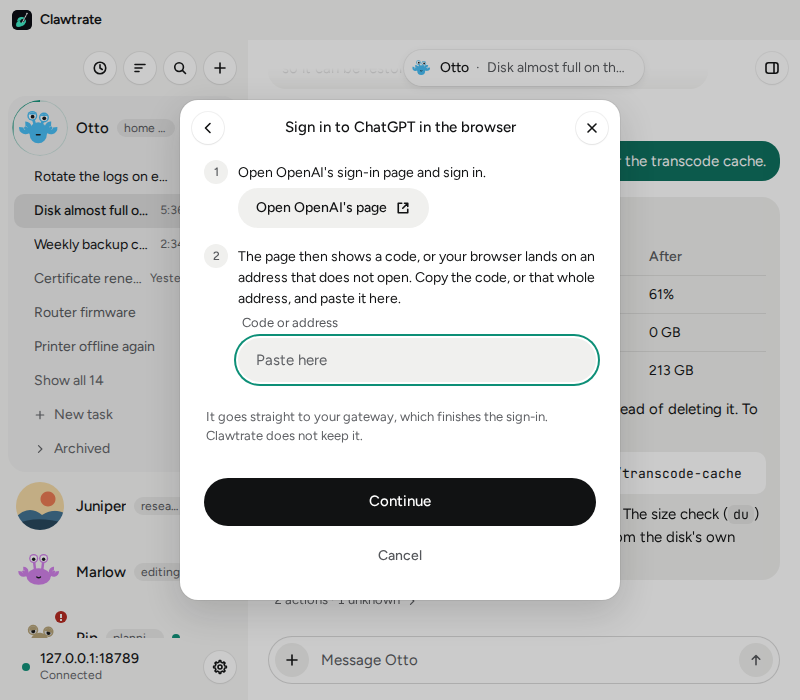 Clawtrate
Otto · Disk almost full on th...
Otto home ...
Rotate the logs on e...
Disk almost full o... 5:36
Weekly backup c... 2:34
Certificate rene... Yeste
Router firmware
Printer offline again
Show all 14
New task
Archived
Juniper resea...
Marlow editing
Pip planni...
127.0.0.1:18789
Connected
Sign in to ChatGPT in the browser
1 Open OpenAI's sign-in page and sign in.
Open OpenAI's page
2 The page then shows a code, or your browser lands on an
address that does not open. Copy the code, or that whole
address, and paste it here.
Code or address
Paste here
It goes straight to your gateway, which finishes the sign-in.
Clawtrate does not keep it.
Continue
Cancel
the transcode cache.
After
61%
0 GB
213 GB
ead of deleting it. To
transcode-cache
The size check (du)
om the disk's own
2 actions · 1 unknown
Message Otto